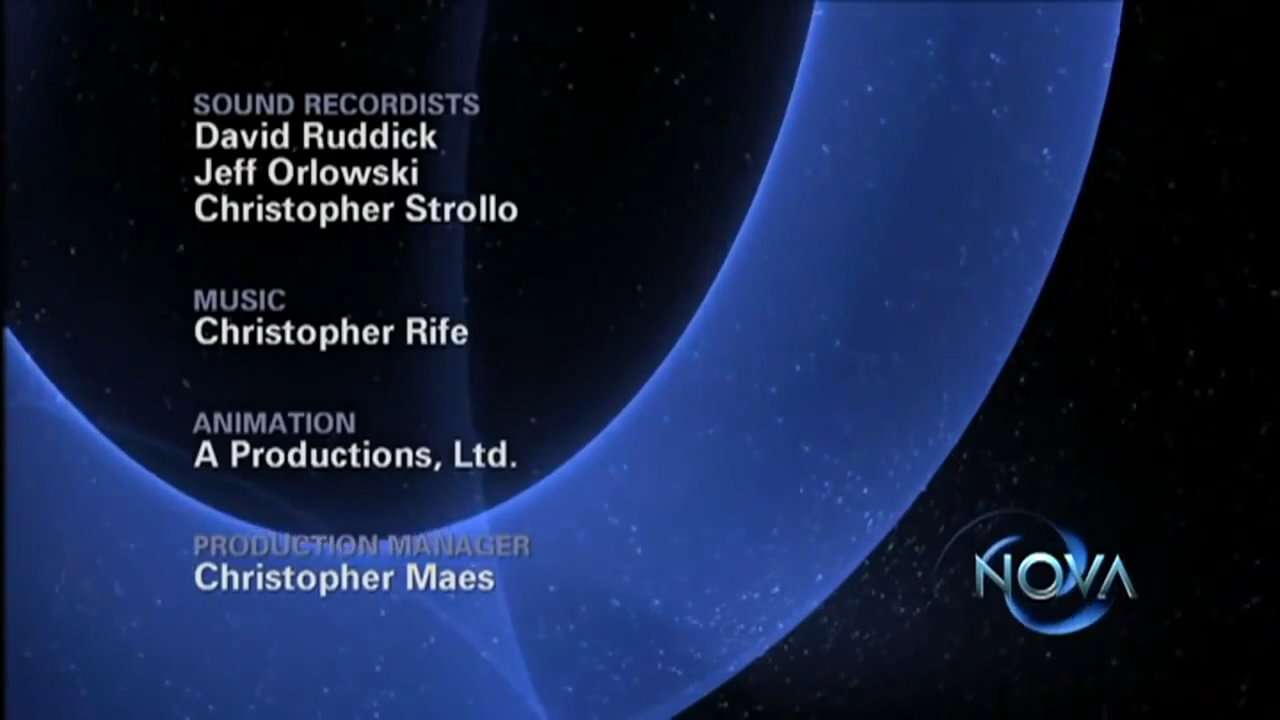 SOUND RECORDISTS
David Ruddick
Jeff Orlowski
Christopher Strollo
MUSIC
Christopher Rife
ANIMATION
A Productions, Ltd.
PRODUCTION MANAGER
Christopher Maes
NOVA